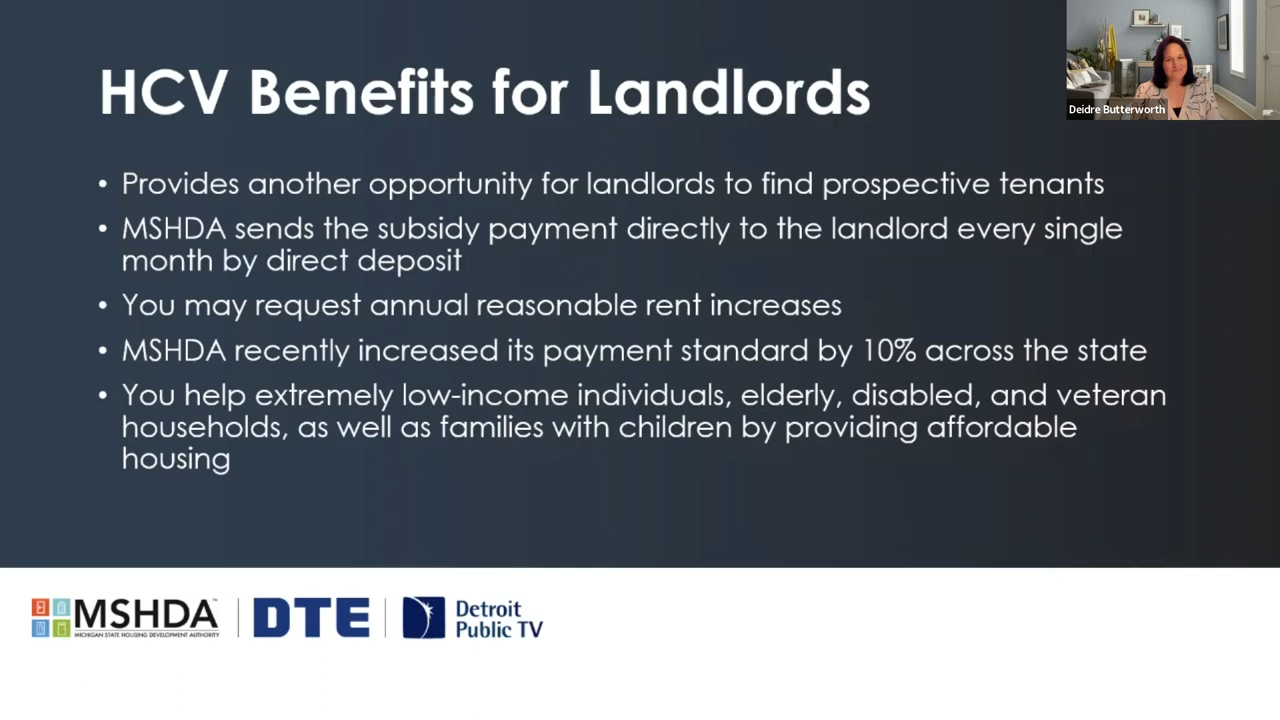 HCV Benefits for Landlords
Deidre Butterworth
• Provides another opportunity for landlords to find prospective tenants
• MSHDA sends the subsidy payment directly to the landlord every single
month by direct deposit
• You may request annual reasonable rent increases
• MSHDA recently increased its payment standard by 10% across the state
• You help extremely low-income individuals, elderly, disabled, and veteran
households, as well as families with children by providing affordable
housing
MSHDA™
MICHIGAN STATE HOUSING DEVELOPMENT AUTHORITY
DTE
Detroit
Public TV